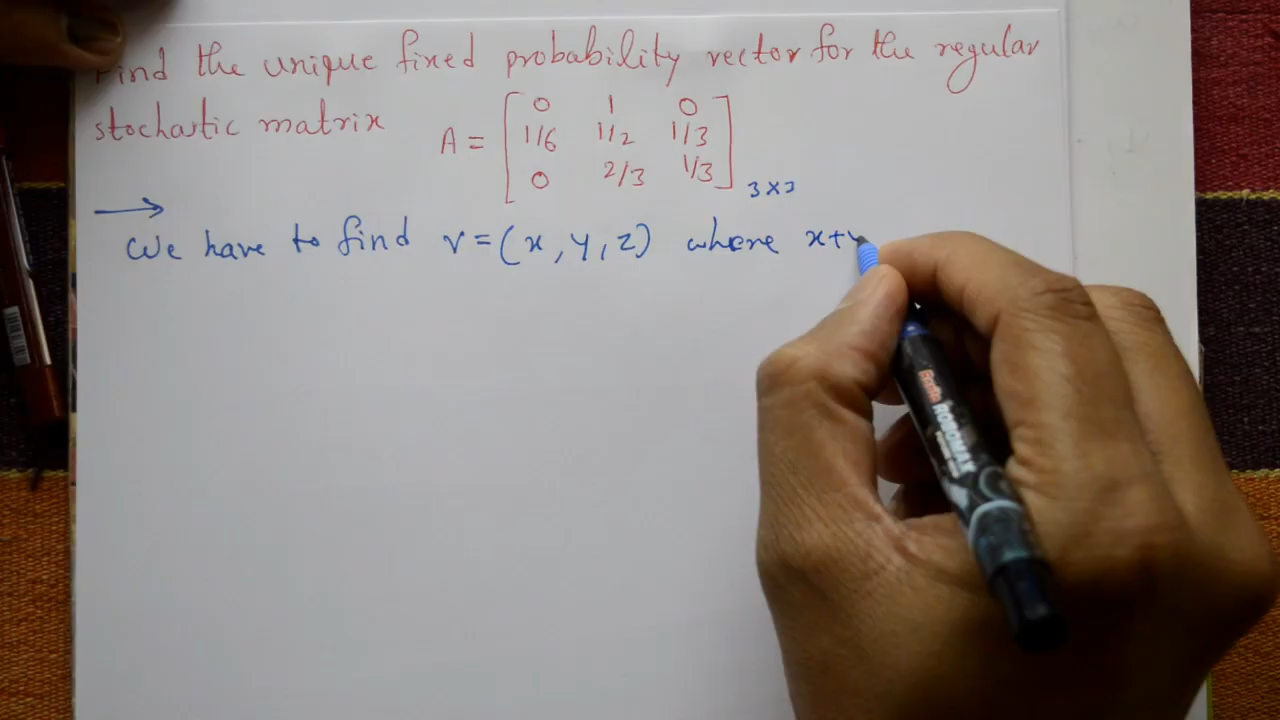 Find the unique fixed probability vector for the regular
stochastic matrix A = [ 0 1 0
1/6 1/2 1/3
0 2/3 1/3 ] 3×3
→ We have to find v = (x, y, z) where x+y
ROBOMAX